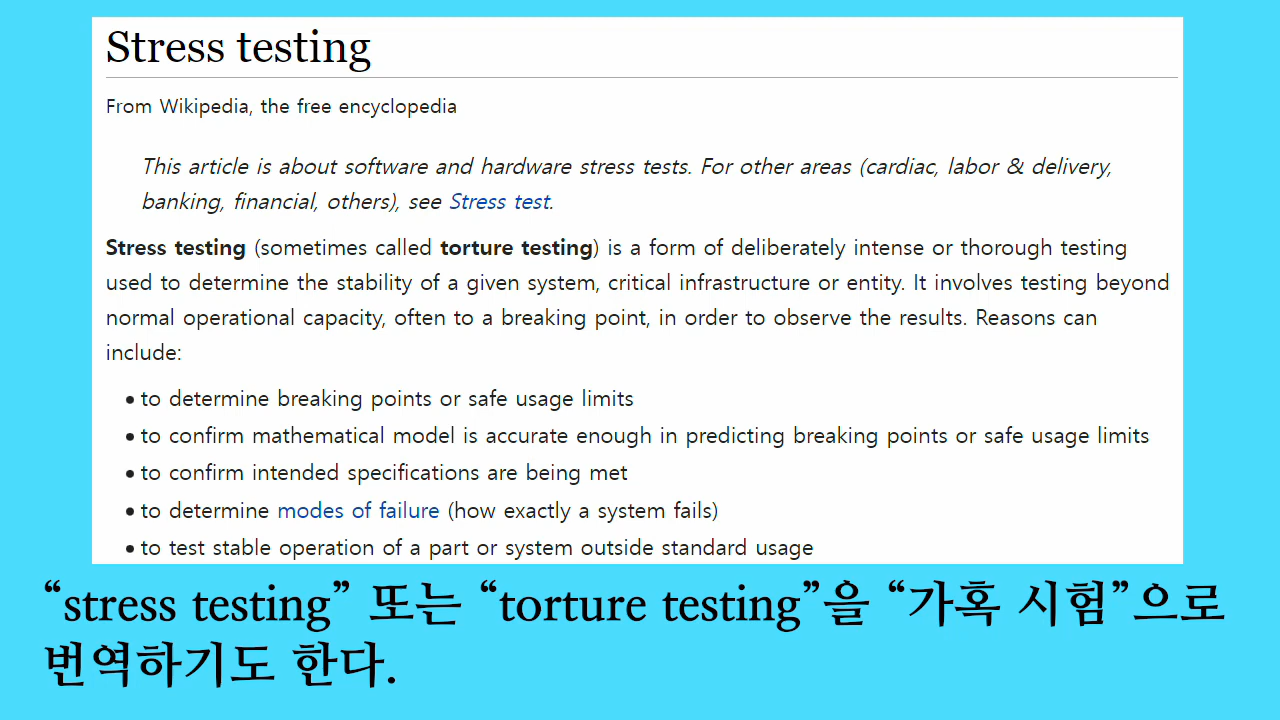 Stress testing
From Wikipedia, the free encyclopedia
This article is about software and hardware stress tests. For other areas (cardiac, labor & delivery,
banking, financial, others), see Stress test.
Stress testing (sometimes called torture testing) is a form of deliberately intense or thorough testing
used to determine the stability of a given system, critical infrastructure or entity. It involves testing beyond
normal operational capacity, often to a breaking point, in order to observe the results. Reasons can
include:
• to determine breaking points or safe usage limits
• to confirm mathematical model is accurate enough in predicting breaking points or safe usage limits
• to confirm intended specifications are being met
• to determine modes of failure (how exactly a system fails)
• to test stable operation of a part or system outside standard usage
“stress testing” 또는 “torture testing”을 “가혹 시험”으로
번역하기도 한다.